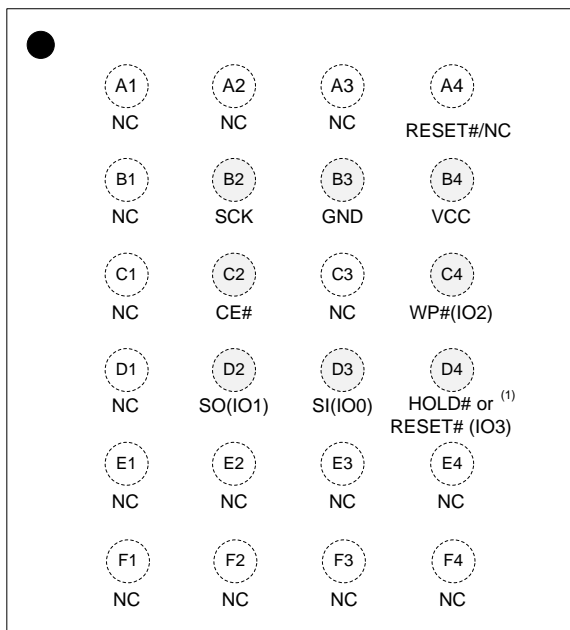 A1 A2 A3 A4
NC NC NC RESET#/NC
B1 B2 B3 B4
NC SCK GND VCC
C1 C2 C3 C4
NC CE# NC WP#(IO2)
D1 D2 D3 D4
NC SO(IO1) SI(IO0) HOLD# or (1)
RESET# (IO3)
E1 E2 E3 E4
NC NC NC NC
F1 F2 F3 F4
NC NC NC NC